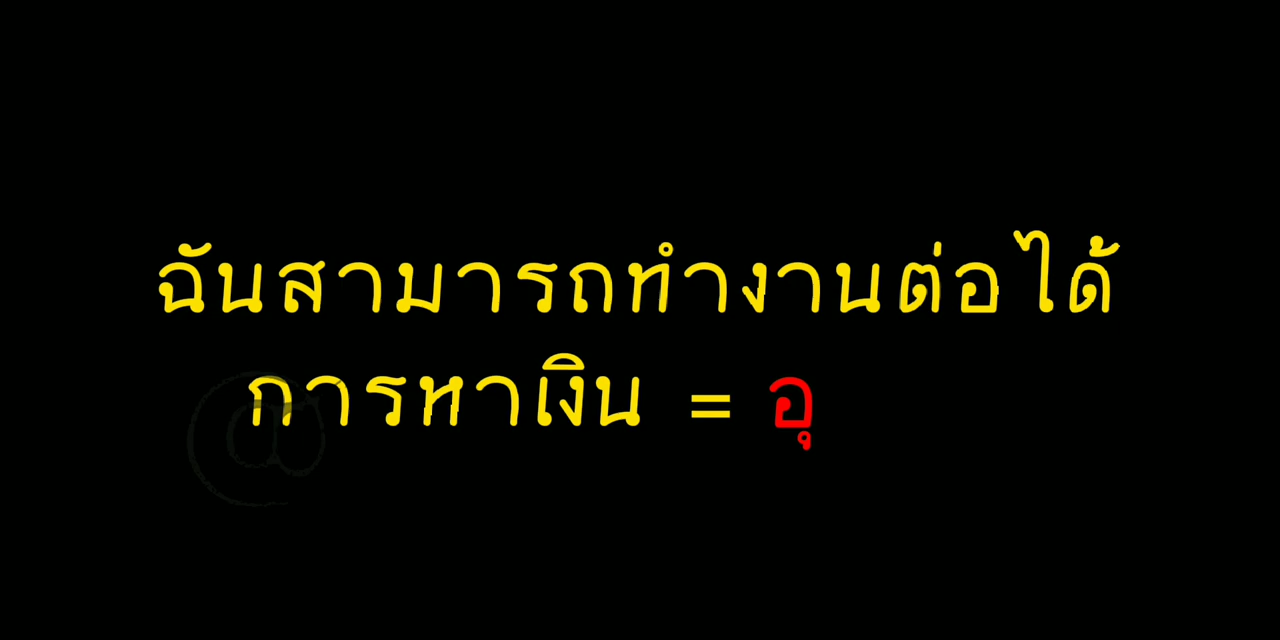 ฉันสามารถทำงานต่อได้
การหาเงิน = อุ